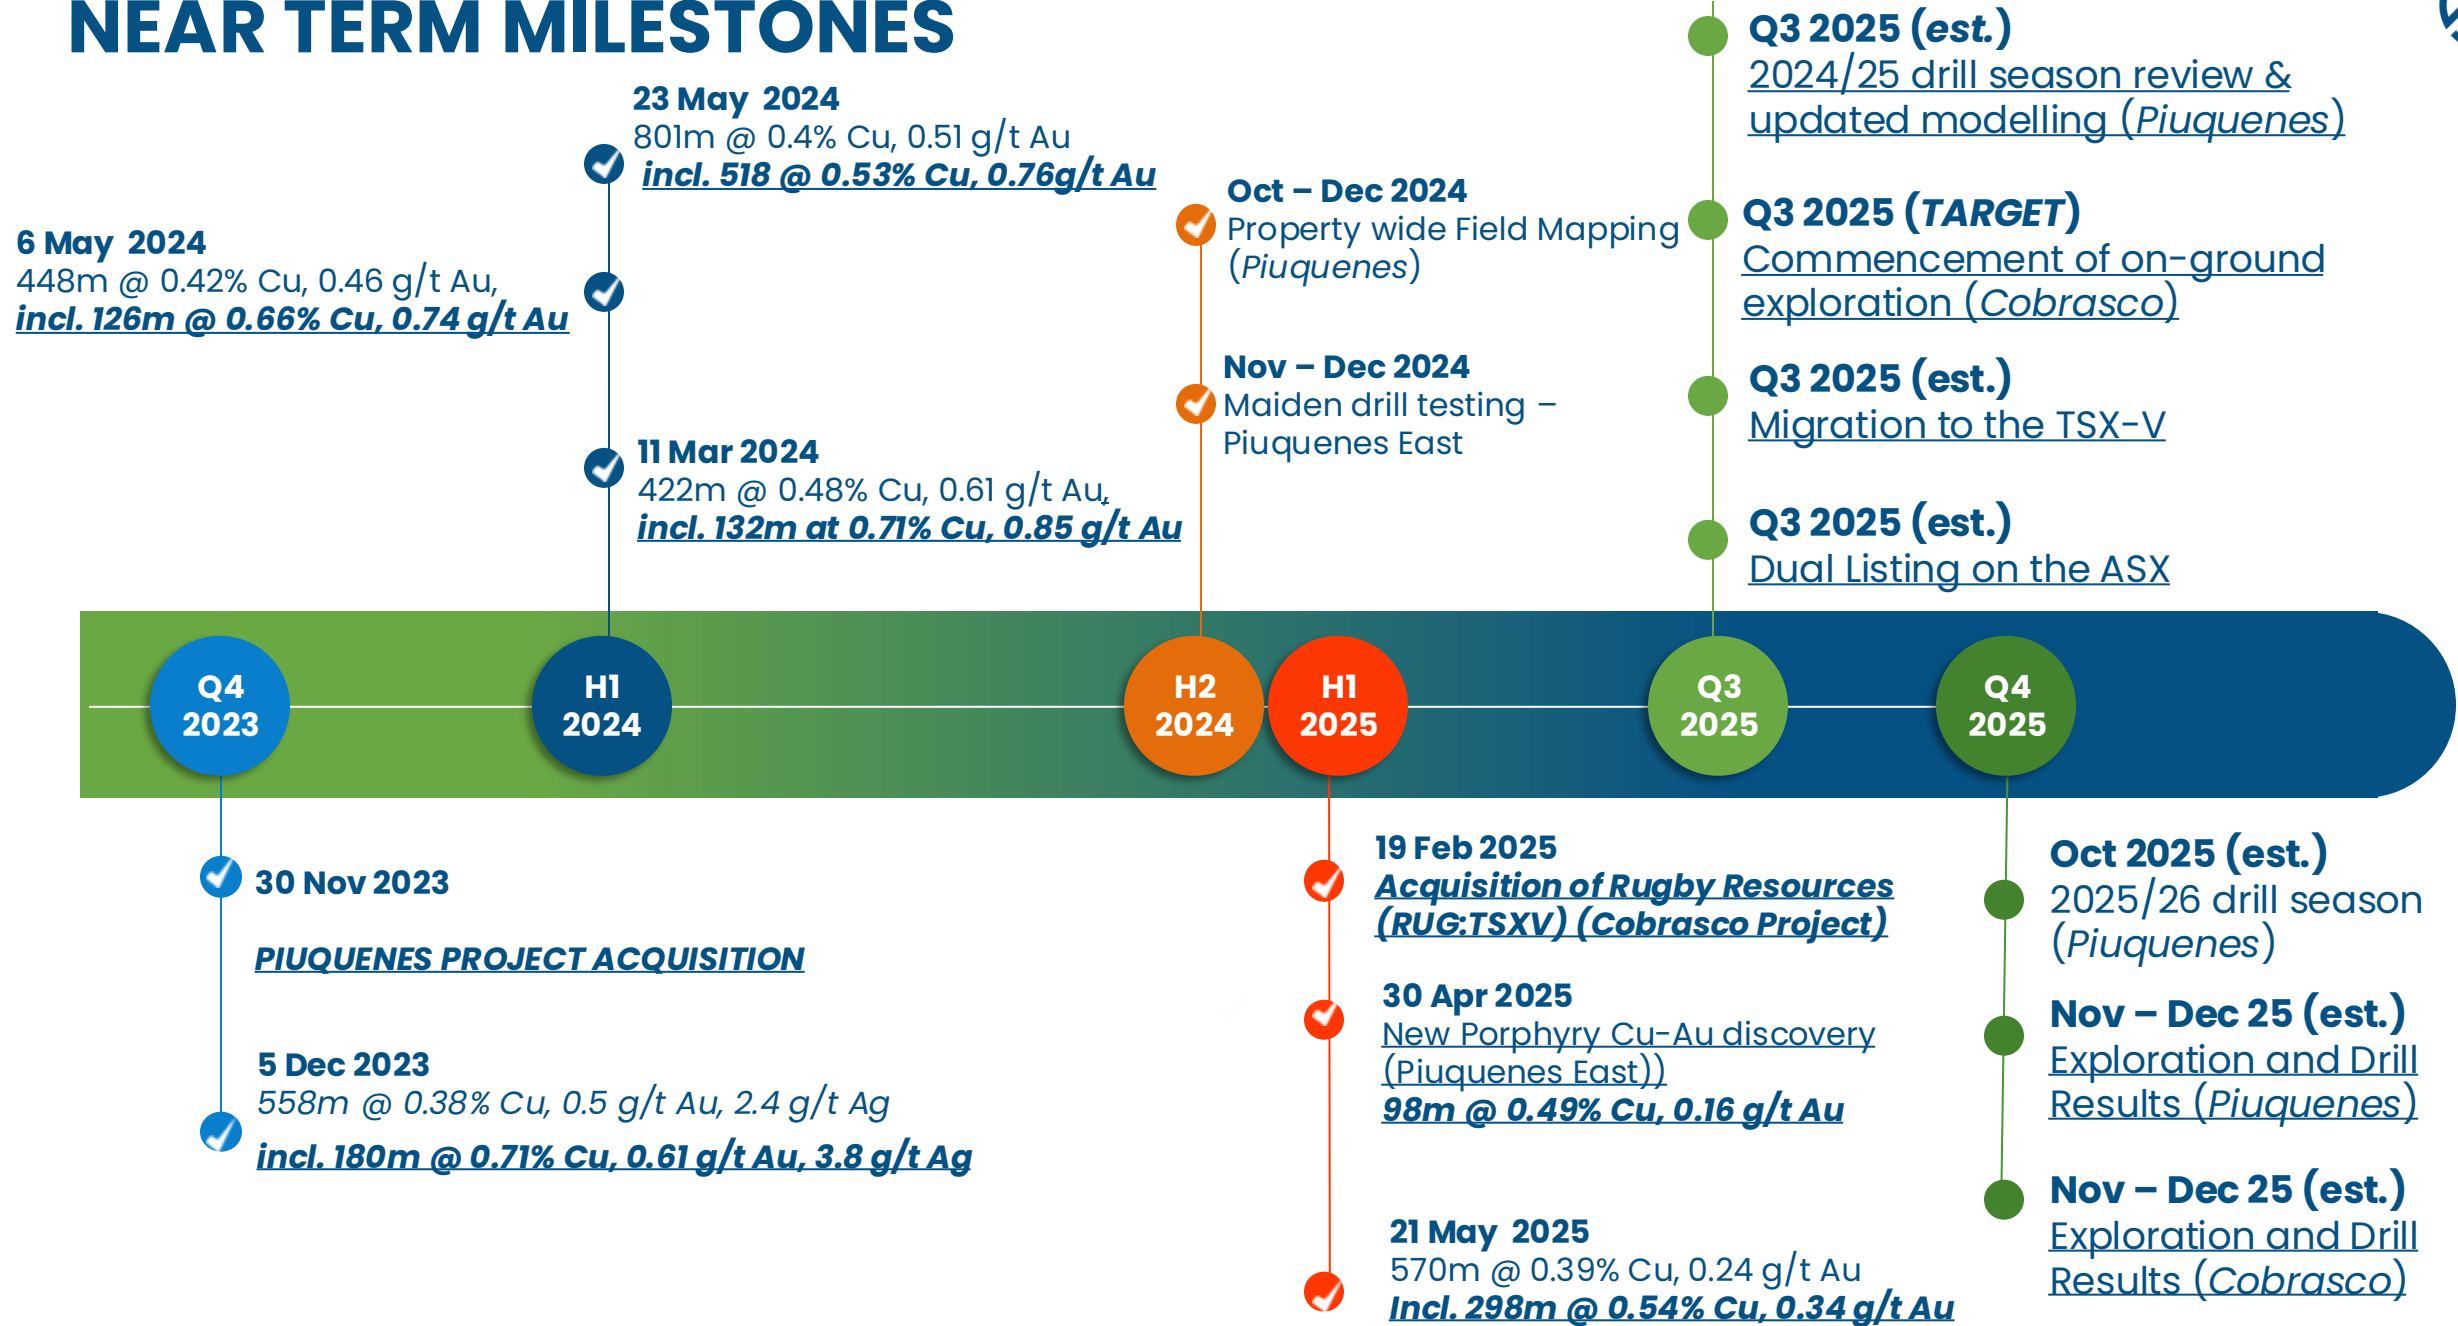 NEAR TERM MILESTONES
23 May  2024
801m @ 0.4% Cu, 0.51 g/t Au
incl. 518 @ 0.53% Cu, 0.76g/t Au
6 May  2024
448m @ 0.42% Cu, 0.46 g/t Au,
incl. 126m @ 0.66% Cu, 0.74 g/t Au
11 Mar 2024
422m @ 0.48% Cu, 0.61 g/t Au,
incl. 132m at 0.71% Cu, 0.85 g/t Au
Oct – Dec 2024
Property wide Field Mapping
(Piuquenes)
Nov – Dec 2024
Maiden drill testing –
Piuquenes East
Q3 2025 (est.)
2024/25 drill season review &
updated modelling (Piuquenes)
Q3 2025 (TARGET)
Commencement of on-ground
exploration (Cobrasco)
Q3 2025 (est.)
Migration to the TSX-V
Q3 2025 (est.)
Dual Listing on the ASX
Q4
2023
H1
2024
H2
2024
H1
2025
Q3
2025
Q4
2025
30 Nov 2023
PIUQUENES PROJECT ACQUISITION
5 Dec 2023
558m @ 0.38% Cu, 0.5 g/t Au, 2.4 g/t Ag
incl. 180m @ 0.71% Cu, 0.61 g/t Au, 3.8 g/t Ag
19 Feb 2025
Acquisition of Rugby Resources
(RUG:TSXV) (Cobrasco Project)
30 Apr 2025
New Porphyry Cu-Au discovery
(Piuquenes East))
98m @ 0.49% Cu, 0.16 g/t Au
21 May  2025
570m @ 0.39% Cu, 0.24 g/t Au
Incl. 298m @ 0.54% Cu, 0.34 g/t Au
Oct 2025 (est.)
2025/26 drill season
(Piuquenes)
Nov – Dec 25 (est.)
Exploration and Drill
Results (Piuquenes)
Nov – Dec 25 (est.)
Exploration and Drill
Results (Cobrasco)